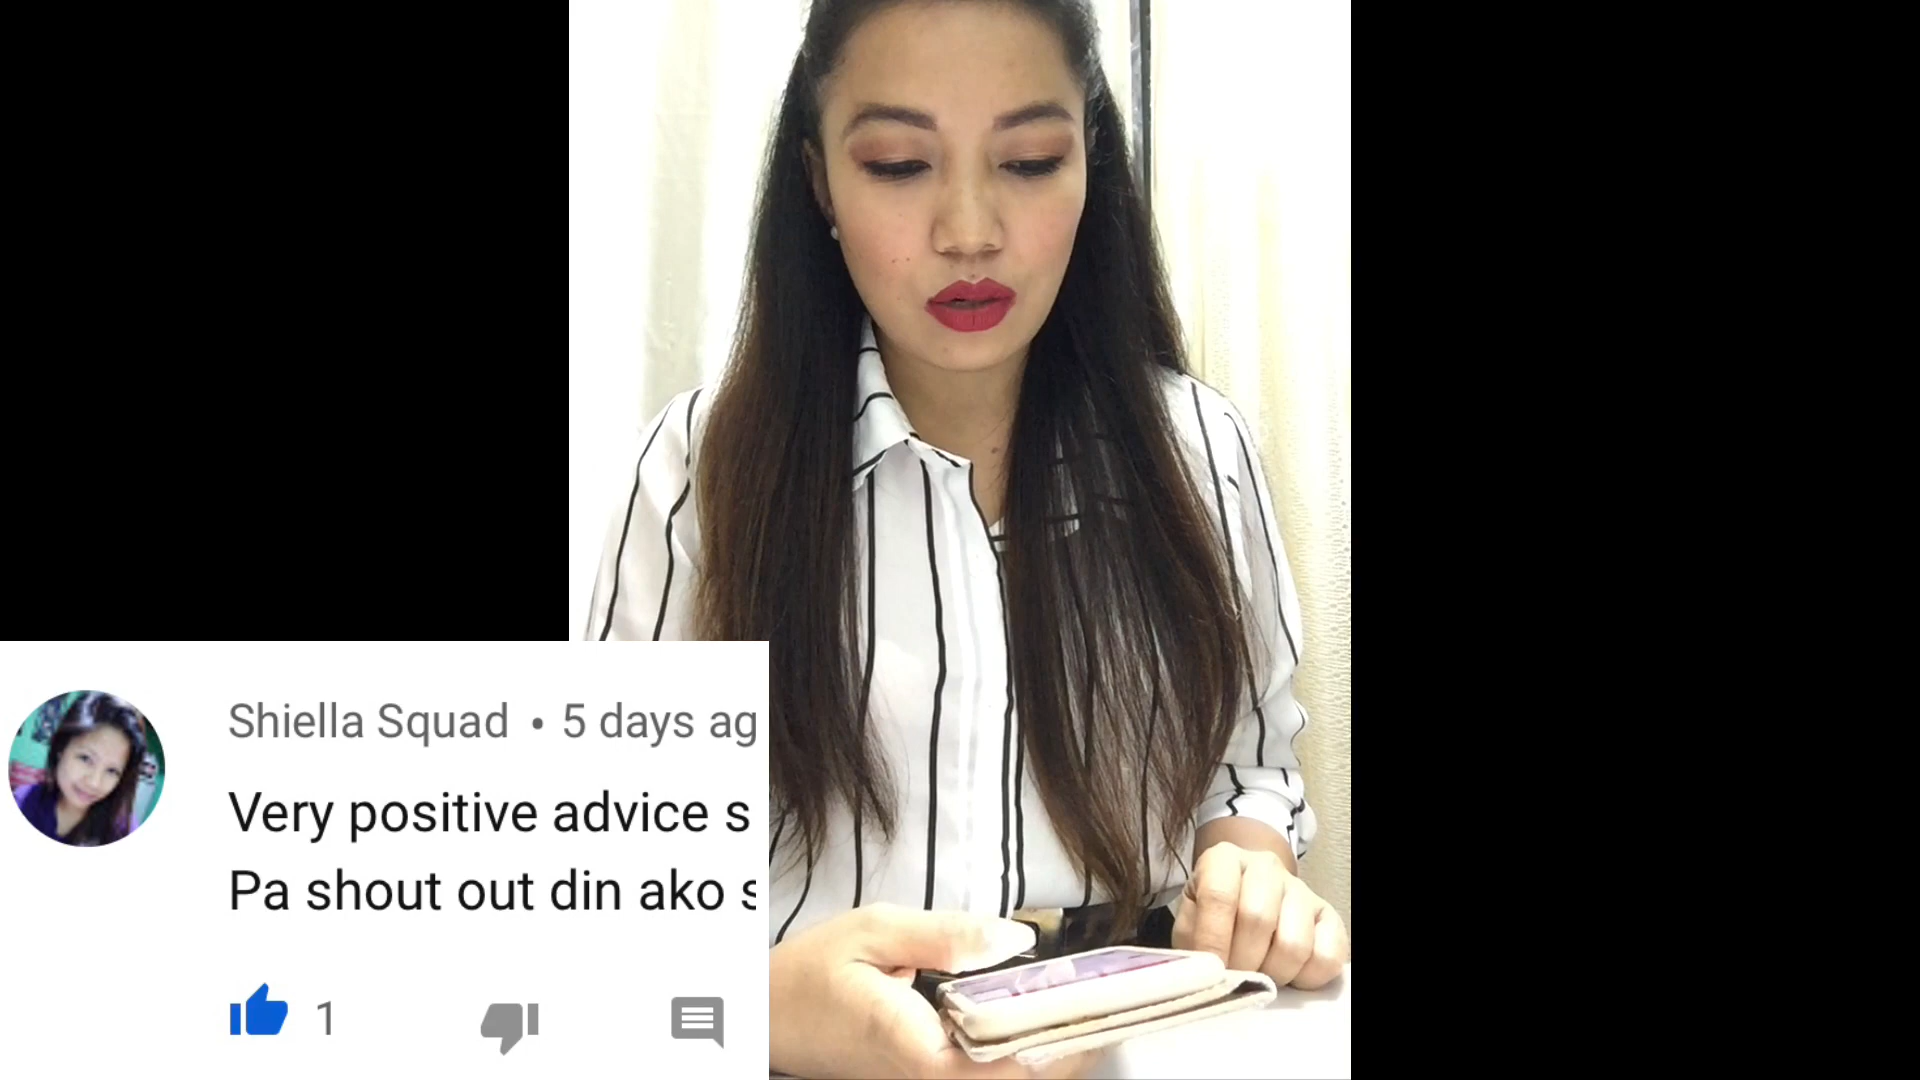 Shiella Squad • 5 days ag
Very positive advice s
Pa shout out din ako s
1